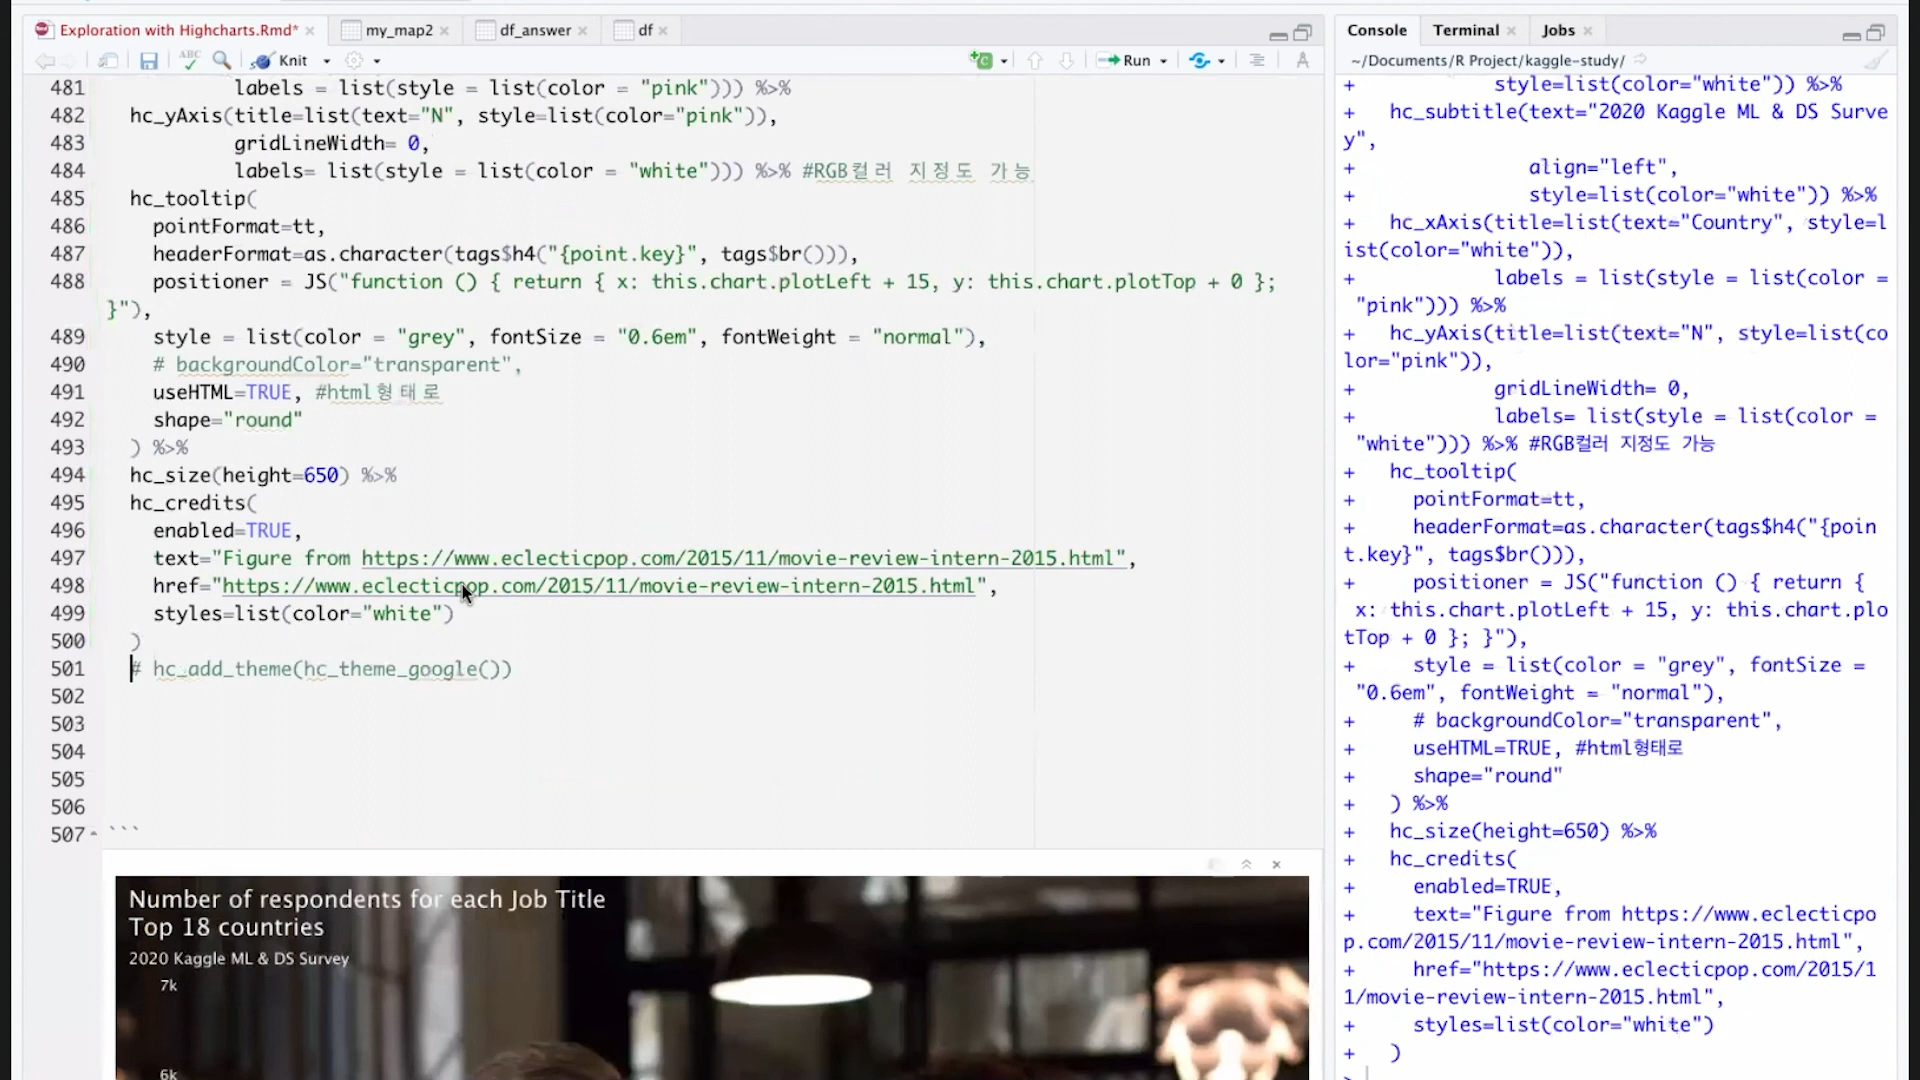 Exploration with Highcharts.Rmd* × my_map2 × df_answer × df ×
ABC Knit Run
481 labels = list(style = list(color = "pink"))) %>%
482 hc_yAxis(title=list(text="N", style=list(color="pink")),
483 gridLineWidth= 0,
484 labels= list(style = list(color = "white"))) %>% #RGB컬러 지정도 가능
485 hc_tooltip(
486 pointFormat=tt,
487 headerFormat=as.character(tags$h4("{point.key}", tags$br())),
488 positioner = JS("function () { return { x: this.chart.plotLeft + 15, y: this.chart.plotTop + 0 };
}"),
489 style = list(color = "grey", fontSize = "0.6em", fontWeight = "normal"),
490 # backgroundColor="transparent",
491 useHTML=TRUE, #html형태로
492 shape="round"
493 ) %>%
494 hc_size(height=650) %>%
495 hc_credits(
496 enabled=TRUE,
497 text="Figure from https://www.eclecticpop.com/2015/11/movie-review-intern-2015.html",
498 href="https://www.eclecticpop.com/2015/11/movie-review-intern-2015.html",
499 styles=list(color="white")
500 )
501 # hc_add_theme(hc_theme_google())
502
503
504
505
506
507 ```
Number of respondents for each Job Title
Top 18 countries
2020 Kaggle ML & DS Survey
7k
6k
Console Terminal × Jobs ×
~/Documents/R Project/kaggle-study/
+ style=list(color="white")) %>%
+ hc_subtitle(text="2020 Kaggle ML & DS Surve
y",
+ align="left",
+ style=list(color="white")) %>%
+ hc_xAxis(title=list(text="Country", style=l
ist(color="white")),
+ labels = list(style = list(color =
"pink"))) %>%
+ hc_yAxis(title=list(text="N", style=list(co
lor="pink")),
+ gridLineWidth= 0,
+ labels= list(style = list(color =
"white"))) %>% #RGB컬러 지정도 가능
+ hc_tooltip(
+ pointFormat=tt,
+ headerFormat=as.character(tags$h4("{poin
t.key}", tags$br())),
+ positioner = JS("function () { return {
x: this.chart.plotLeft + 15, y: this.chart.plo
tTop + 0 }; }"),
+ style = list(color = "grey", fontSize =
"0.6em", fontWeight = "normal"),
+ # backgroundColor="transparent",
+ useHTML=TRUE, #html형태로
+ shape="round"
+ ) %>%
+ hc_size(height=650) %>%
+ hc_credits(
+ enabled=TRUE,
+ text="Figure from https://www.eclecticpo
p.com/2015/11/movie-review-intern-2015.html",
+ href="https://www.eclecticpop.com/2015/1
1/movie-review-intern-2015.html",
+ styles=list(color="white")
+ )